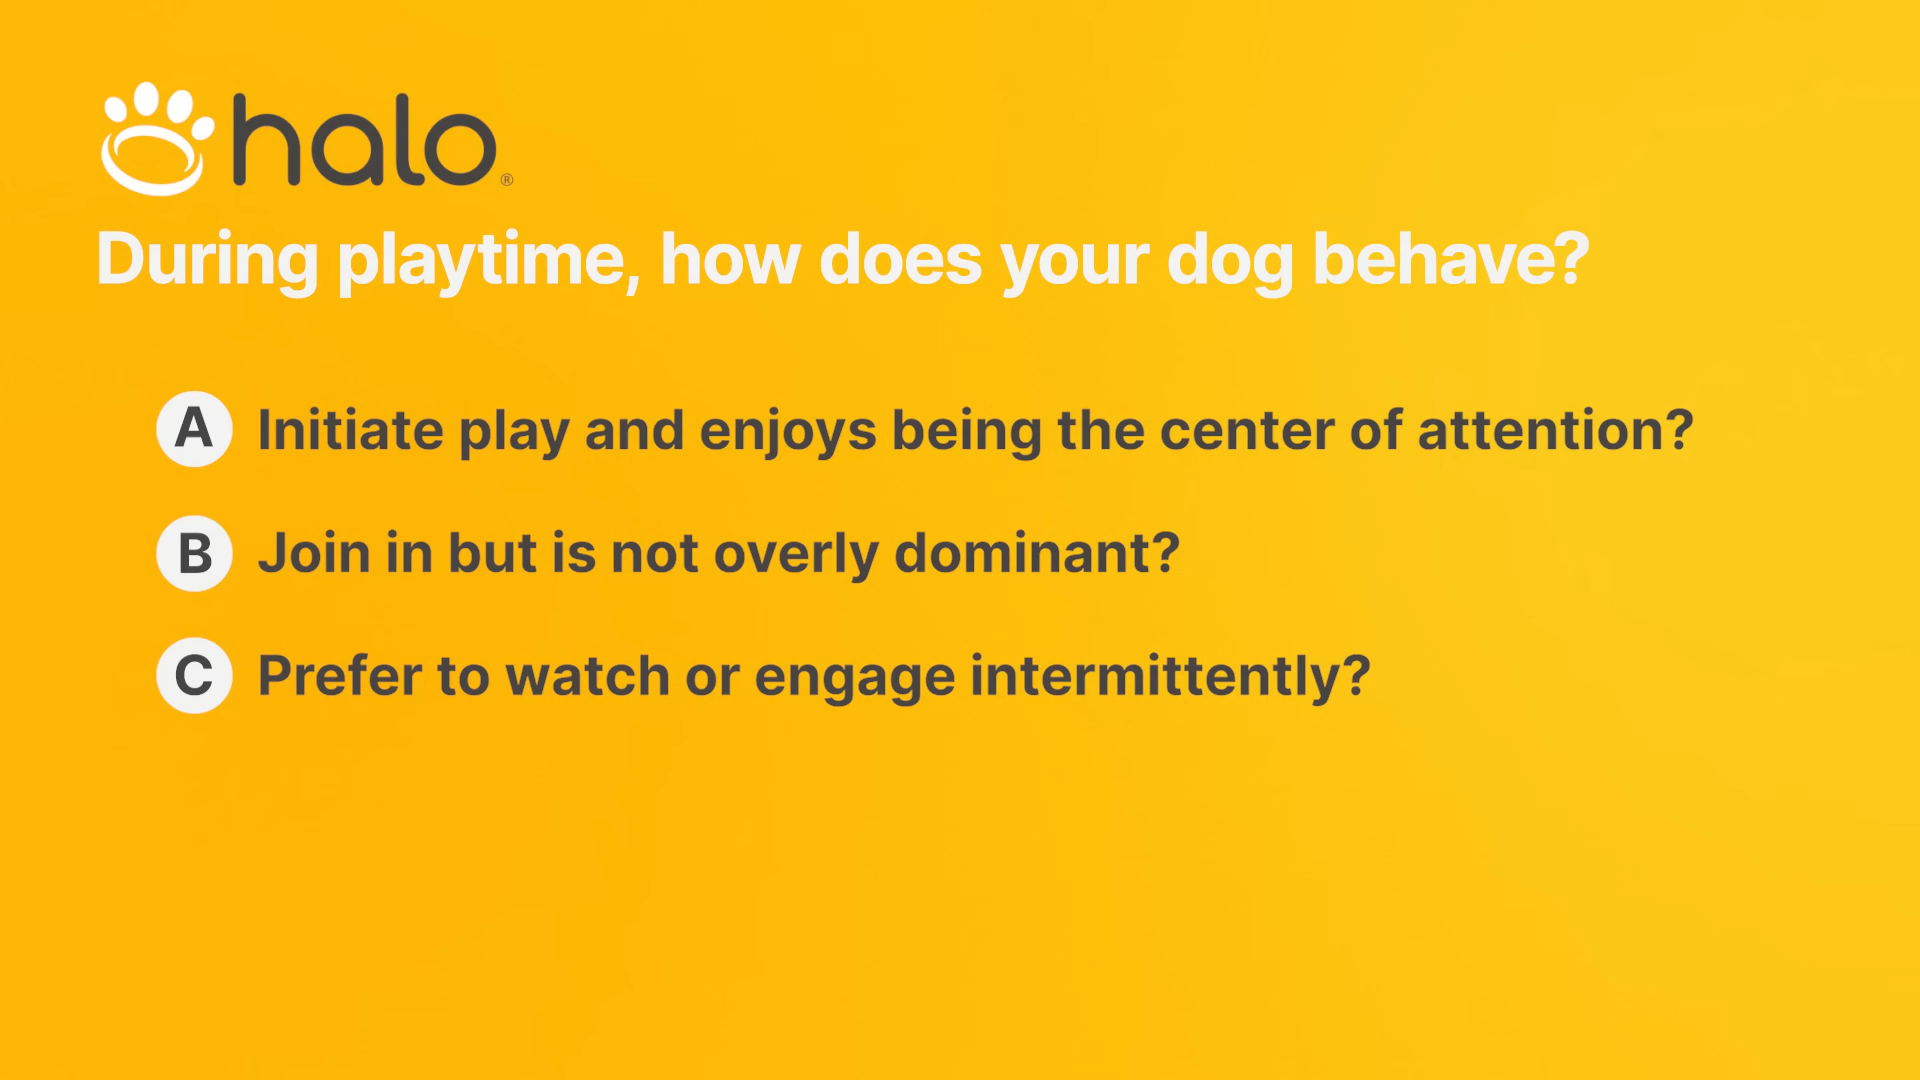 halo®
During playtime, how does your dog behave?
A Initiate play and enjoys being the center of attention?
B Join in but is not overly dominant?
C Prefer to watch or engage intermittently?